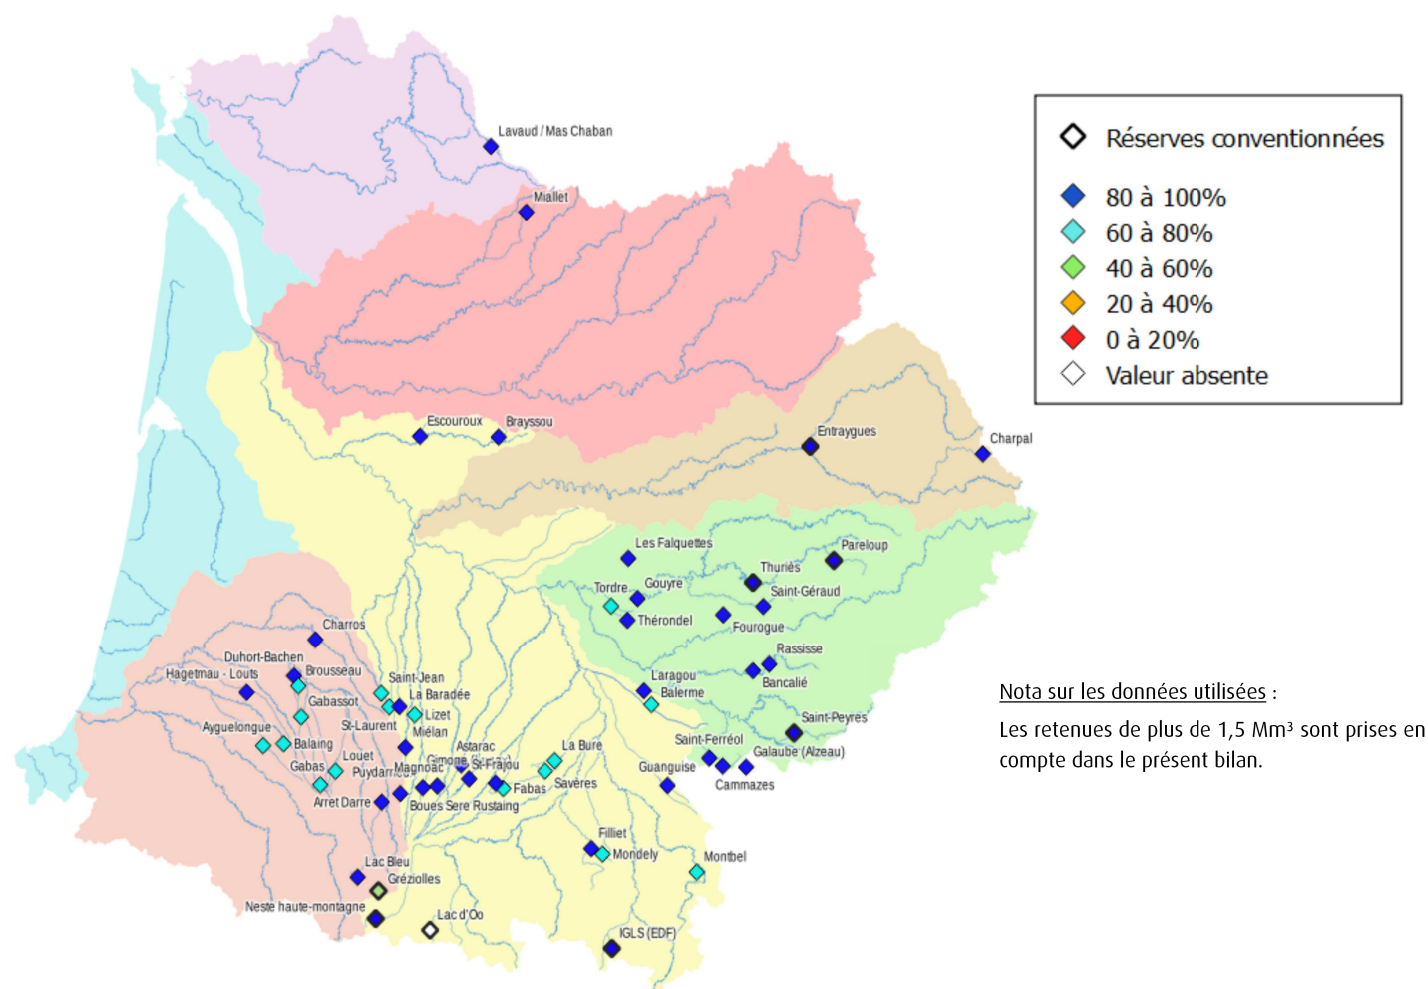 Lavaud / Mas Chaban
Réserves conventionnées
Miallet
80 à 100%
60 à 80%
40 à 60%
20 à 40%
0 à 20%
Valeur absente
Escouroux
Brayssou
Entraygues
Charpal
Les Falquettes
Pareloup
Thuriés
Tordre
Gouyre
Saint-Géraud
Thérondel
Fourogue
Charros
Rassisse
Duhort-Bachen
Hagetmau - Louts
Brousseau
Saint-Jean
Laragou
Bancalié
La Baradée
Balerme
Gabassot
Lizet
St-Laurent
Ayguelongue
Miélan
Saint-Peyres
Balaing
Astarac
La Bure
Saint-Ferréol
Galaube (Alzeau)
Louet
Gabas
Magnoac
Gimone
St-Frajou
Guanguise
Savères
Cammazes
Fabas
Arret Darre
Boues Sere Rustaing
Filliet
Mondely
Montbel
Lac Bleu
Gréziolles
Neste haute-montagne
Lac d'Oo
IGLS (EDF)
Nota sur les données utilisées :
Les retenues de plus de 1,5 Mm³ sont prises en
compte dans le présent bilan.